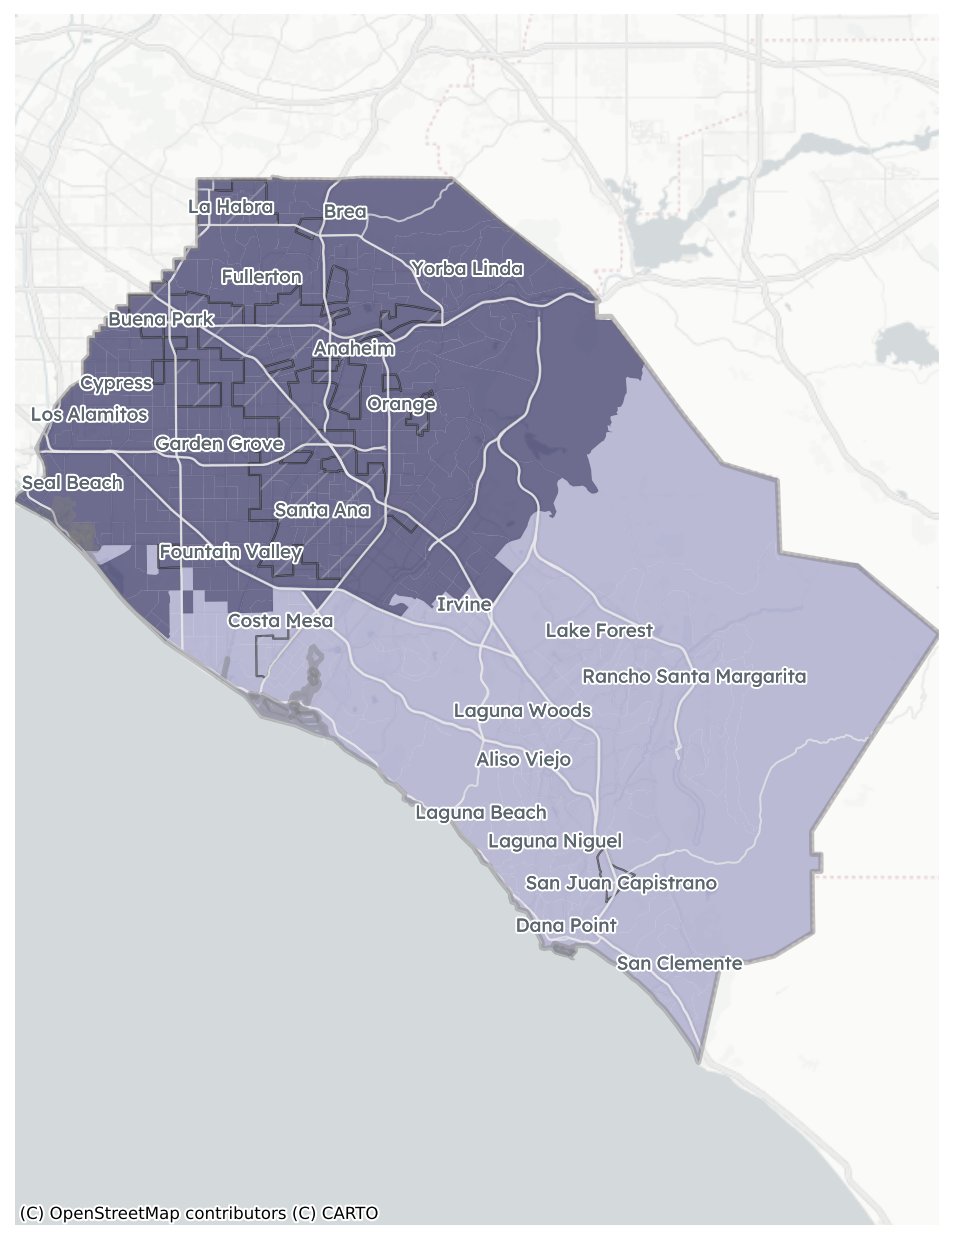 La Habra
Brea
Yorba Linda
Fullerton
Buena Park
Anaheim
Cypress
Orange
Los Alamitos
Garden Grove
Seal Beach
Santa Ana
Fountain Valley
Irvine
Costa Mesa
Lake Forest
Rancho Santa Margarita
Laguna Woods
Aliso Viejo
Laguna Beach
Laguna Niguel
San Juan Capistrano
Dana Point
San Clemente
(C) OpenStreetMap contributors (C) CARTO